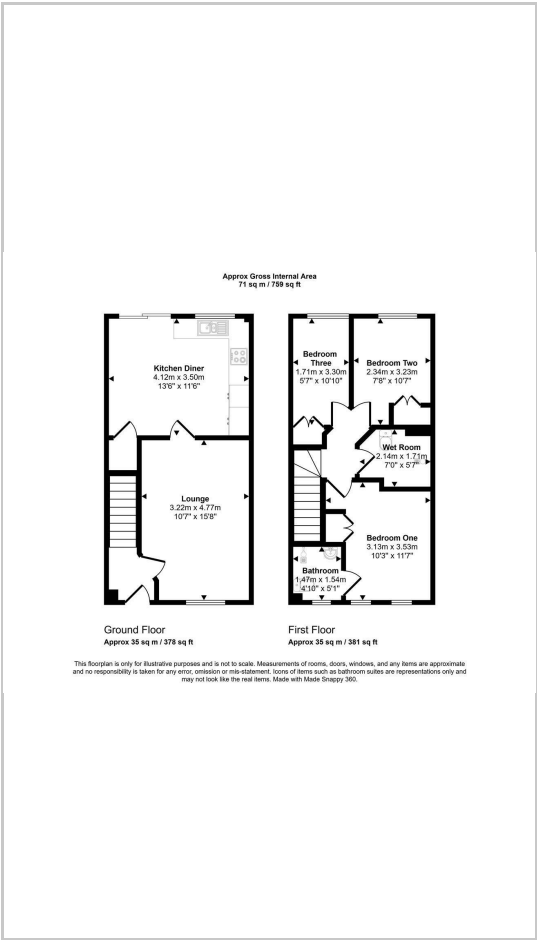 Approx Gross Internal Area
71 sq m / 759 sq ft
Kitchen Diner
4.12m x 3.50m
13'6" x 11'6"
Lounge
3.22m x 4.77m
10'7" x 15'8"
Bedroom
Three
1.71m x 3.30m
5'7" x 10'10"
Bedroom Two
2.34m x 3.23m
7'8" x 10'7"
Wet Room
2.14m x 1.71m
7'0" x 5'7"
Bedroom One
3.13m x 3.53m
10'3" x 11'7"
Bathroom
1.47m x 1.54m
4'10" x 5'1"
Ground Floor
Approx 35 sq m / 378 sq ft
First Floor
Approx 35 sq m / 381 sq ft
This floorplan is only for illustrative purposes and is not to scale. Measurements of rooms, doors, windows, and any items are approximate
and no responsibility is taken for any error, omission or mis-statement. Icons of items such as bathroom suites are representations only and
may not look like the real items. Made with Made Snappy 360.